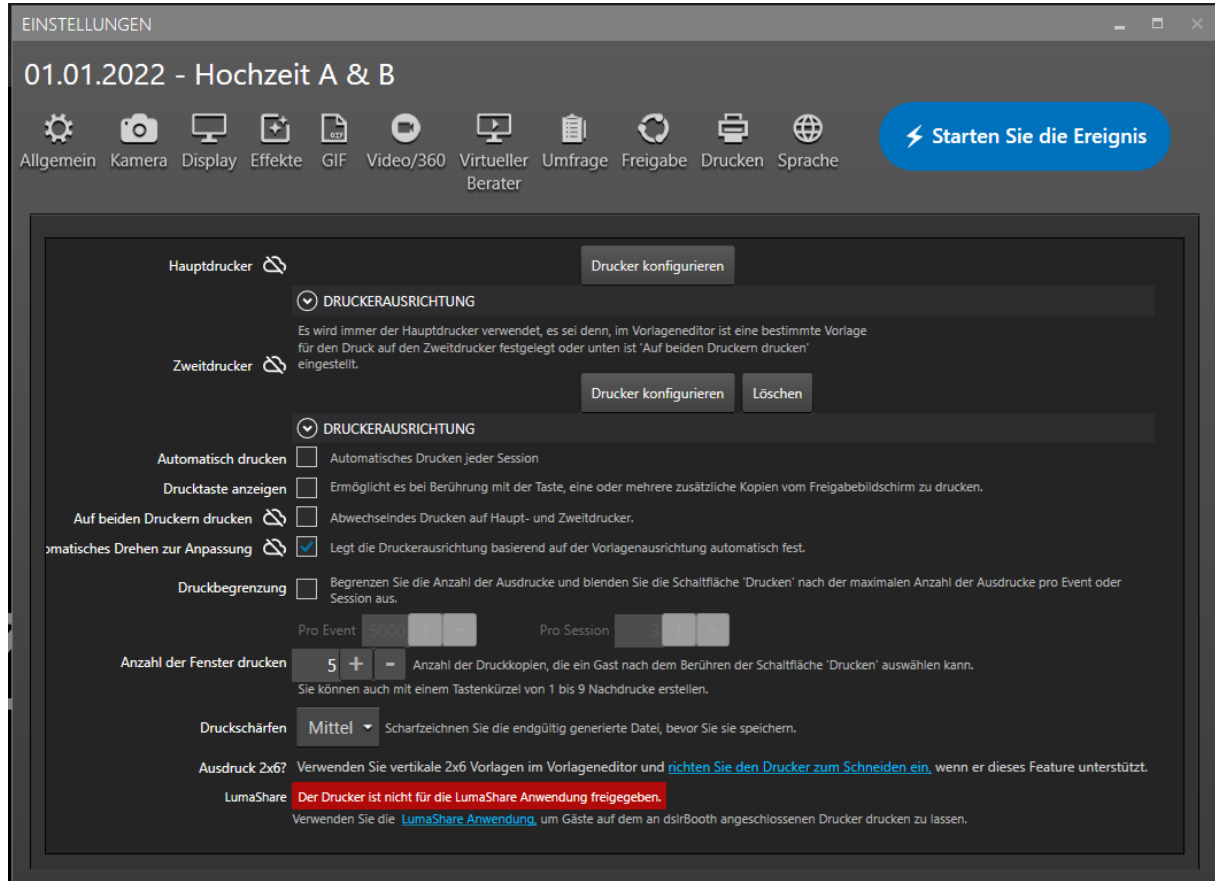 EINSTELLUNGEN
01.01.2022 - Hochzeit A & B
Allgemein Kamera Display Effekte GIF Video/360 Virtueller Berater Umfrage Freigabe Drucken Sprache
Starten Sie die Ereignis
Hauptdrucker Drucker konfigurieren
DRUCKERAUSRICHTUNG
Es wird immer der Hauptdrucker verwendet, es sei denn, im Vorlageneditor ist eine bestimmte Vorlage
für den Druck auf den Zweitdrucker festgelegt oder unten ist 'Auf beiden Druckern drucken'
Zweitdrucker eingestellt.
Drucker konfigurieren Löschen
DRUCKERAUSRICHTUNG
Automatisch drucken Automatisches Drucken jeder Session
Drucktaste anzeigen Ermöglicht es bei Berührung mit der Taste, eine oder mehrere zusätzliche Kopien vom Freigabebildschirm zu drucken.
Auf beiden Druckern drucken Abwechselndes Drucken auf Haupt- und Zweitdrucker.
omatisches Drehen zur Anpassung Legt die Druckerausrichtung basierend auf der Vorlagenausrichtung automatisch fest.
Druckbegrenzung Begrenzen Sie die Anzahl der Ausdrucke und blenden Sie die Schaltfläche 'Drucken' nach der maximalen Anzahl der Ausdrucke pro Event oder
Session aus.
Pro Event 5000 + - Pro Session 3 + -
Anzahl der Fenster drucken 5 + - Anzahl der Druckkopien, die ein Gast nach dem Berühren der Schaltfläche 'Drucken' auswählen kann.
Sie können auch mit einem Tastenkürzel von 1 bis 9 Nachdrucke erstellen.
Druckschärfen Mittel Scharfzeichnen Sie die endgültig generierte Datei, bevor Sie sie speichern.
Ausdruck 2x6? Verwenden Sie vertikale 2x6 Vorlagen im Vorlageneditor und richten Sie den Drucker zum Schneiden ein, wenn er dieses Feature unterstützt.
LumaShare Der Drucker ist nicht für die LumaShare Anwendung freigegeben.
Verwenden Sie die LumaShare Anwendung, um Gäste auf dem an dslrBooth angeschlossenen Drucker drucken zu lassen.